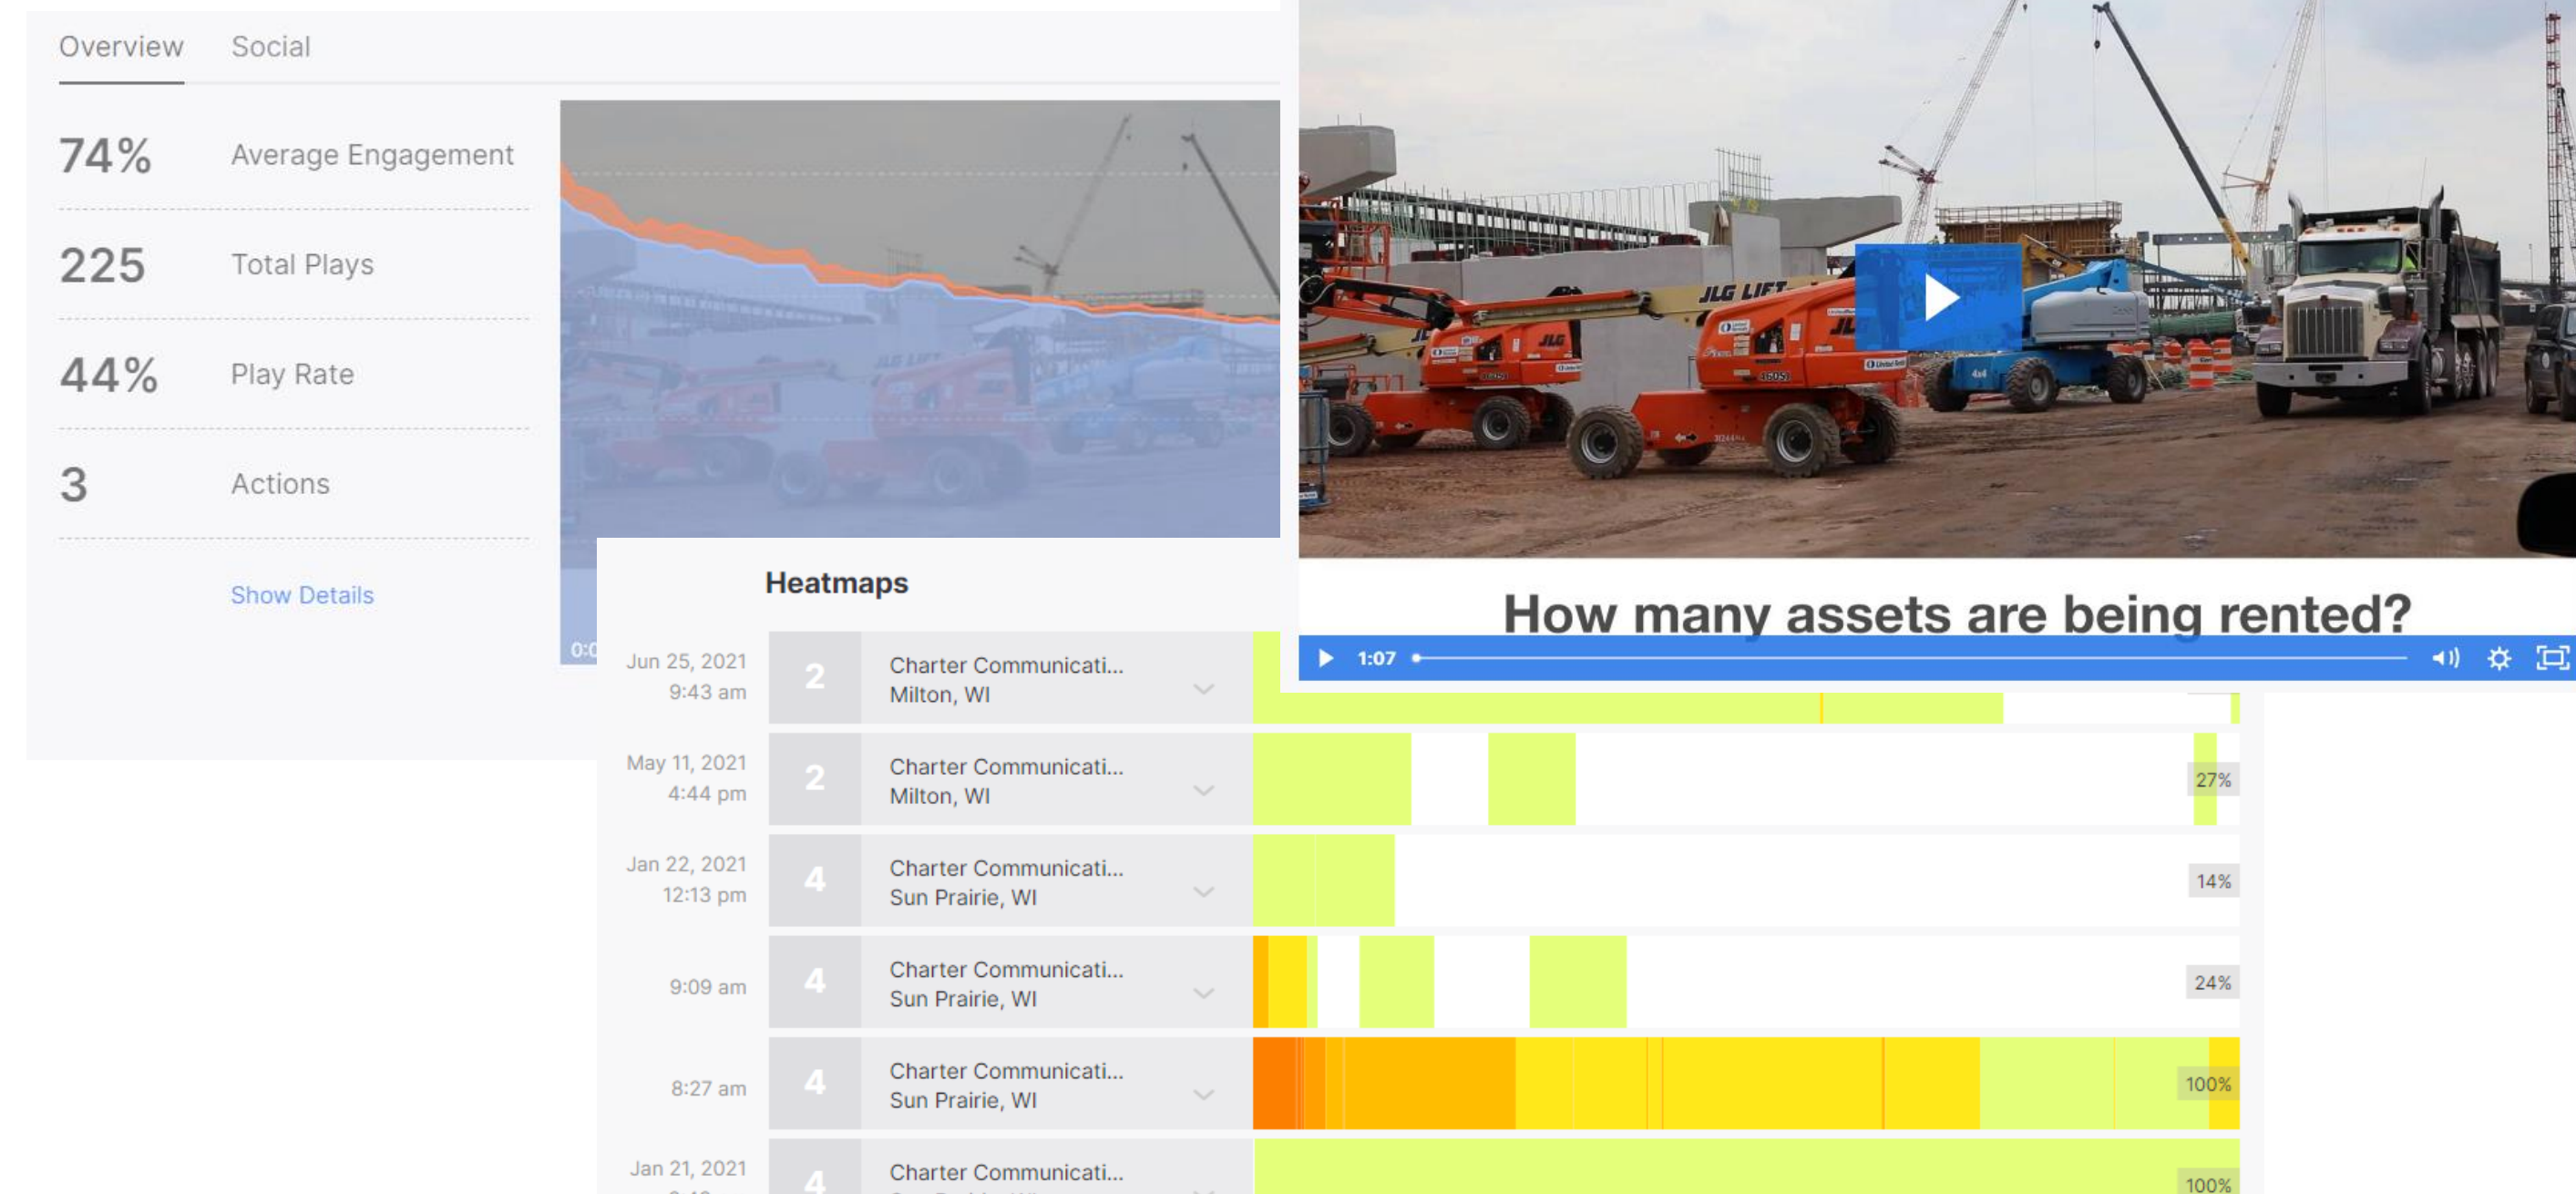 Overview Social
74% Average Engagement
225 Total Plays
44% Play Rate
3 Actions
Show Details
JLG LIFT
JLG
4x4
How many assets are being rented?
1:07
Heatmaps
Jun 25, 2021
9:43 am
2
Charter Communicati...
Milton, WI
May 11, 2021
4:44 pm
2
Charter Communicati...
Milton, WI
27%
Jan 22, 2021
12:13 pm
4
Charter Communicati...
Sun Prairie, WI
14%
9:09 am
4
Charter Communicati...
Sun Prairie, WI
24%
8:27 am
4
Charter Communicati...
Sun Prairie, WI
100%
Jan 21, 2021
4
Charter Communicati...
100%